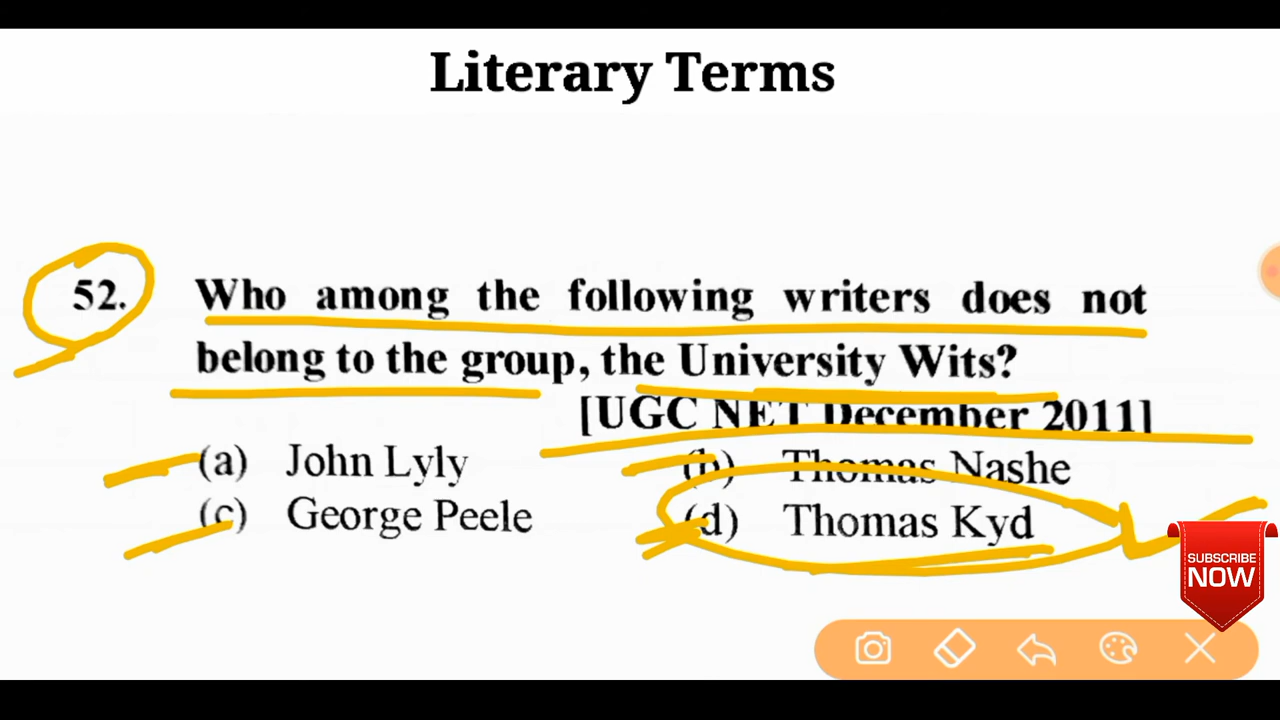 Literary Terms
52. Who among the following writers does not
belong to the group, the University Wits?
[UGC NET December 2011]
(a) John Lyly (b) Thomas Nashe
(c) George Peele (d) Thomas Kyd
SUBSCRIBE
NOW